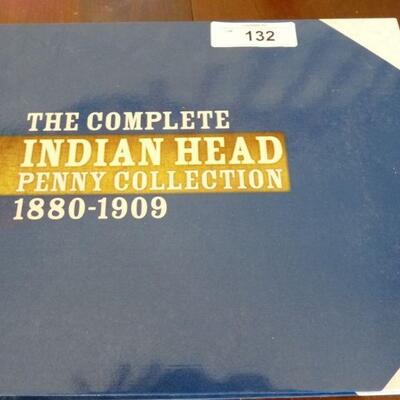 132
THE COMPLETE
INDIAN HEAD
PENNY COLLECTION
1880-1909